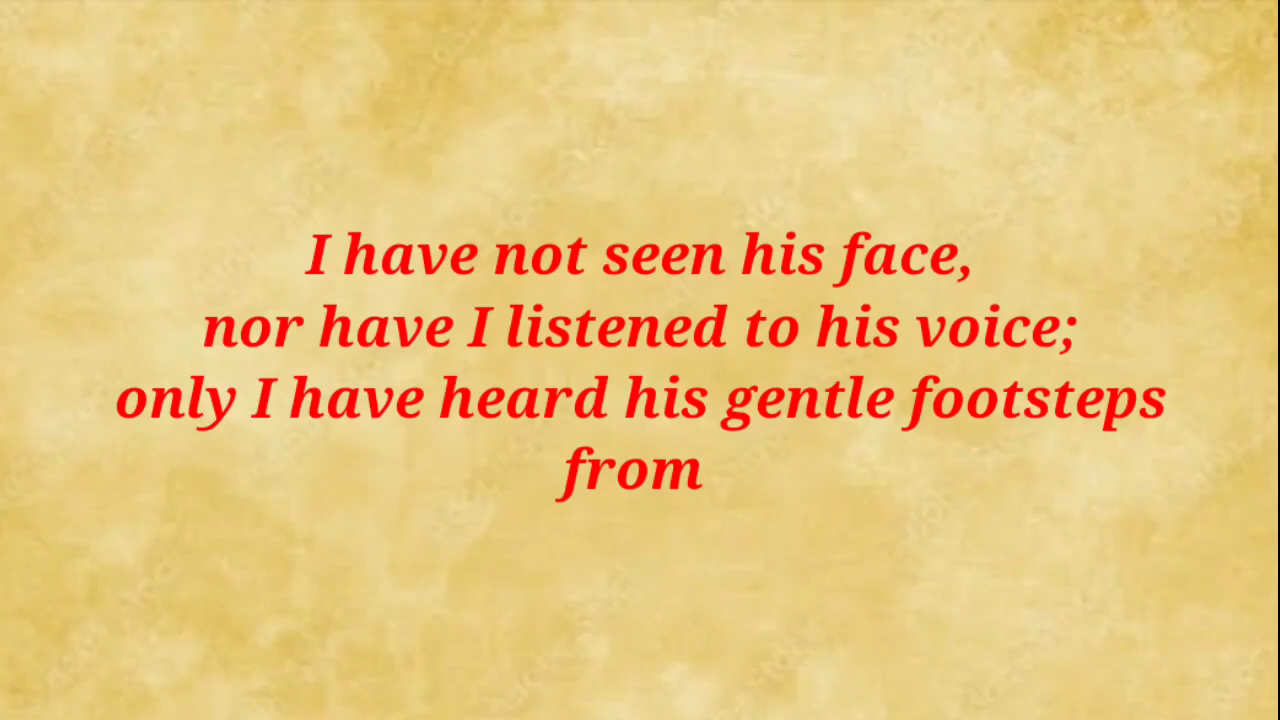 I have not seen his face,
nor have I listened to his voice;
only I have heard his gentle footsteps
from